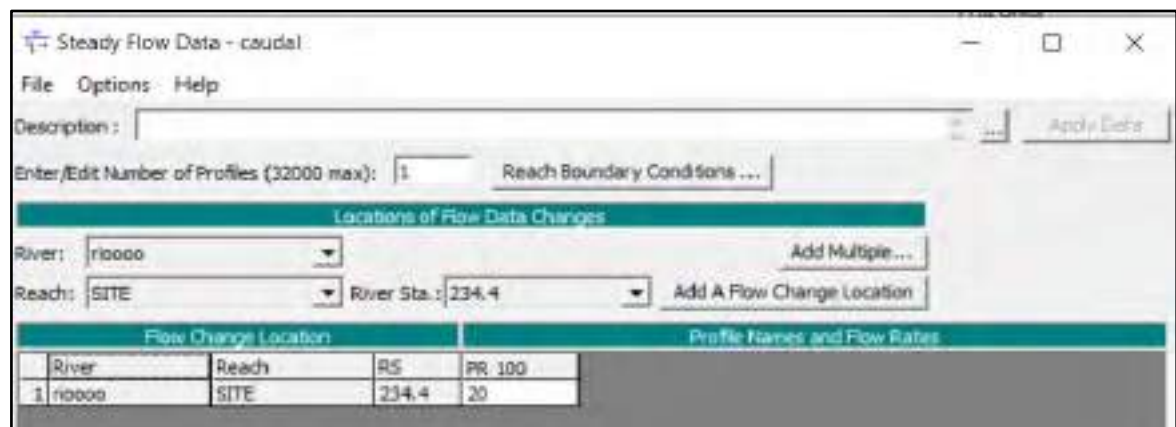 Steady Flow Data - caudal
File Options Help
Description : ... Apply Data
Enter/Edit Number of Profiles (32000 max): 1 Reach Boundary Conditions ...
Locations of Flow Data Changes
River: rioooo Add Multiple...
Reach: SITE River Sta.: 234.4 Add A Flow Change Location
Flow Change Location Profile Names and Flow Rates
River Reach RS PR 100
1 rioooo SITE 234.4 20